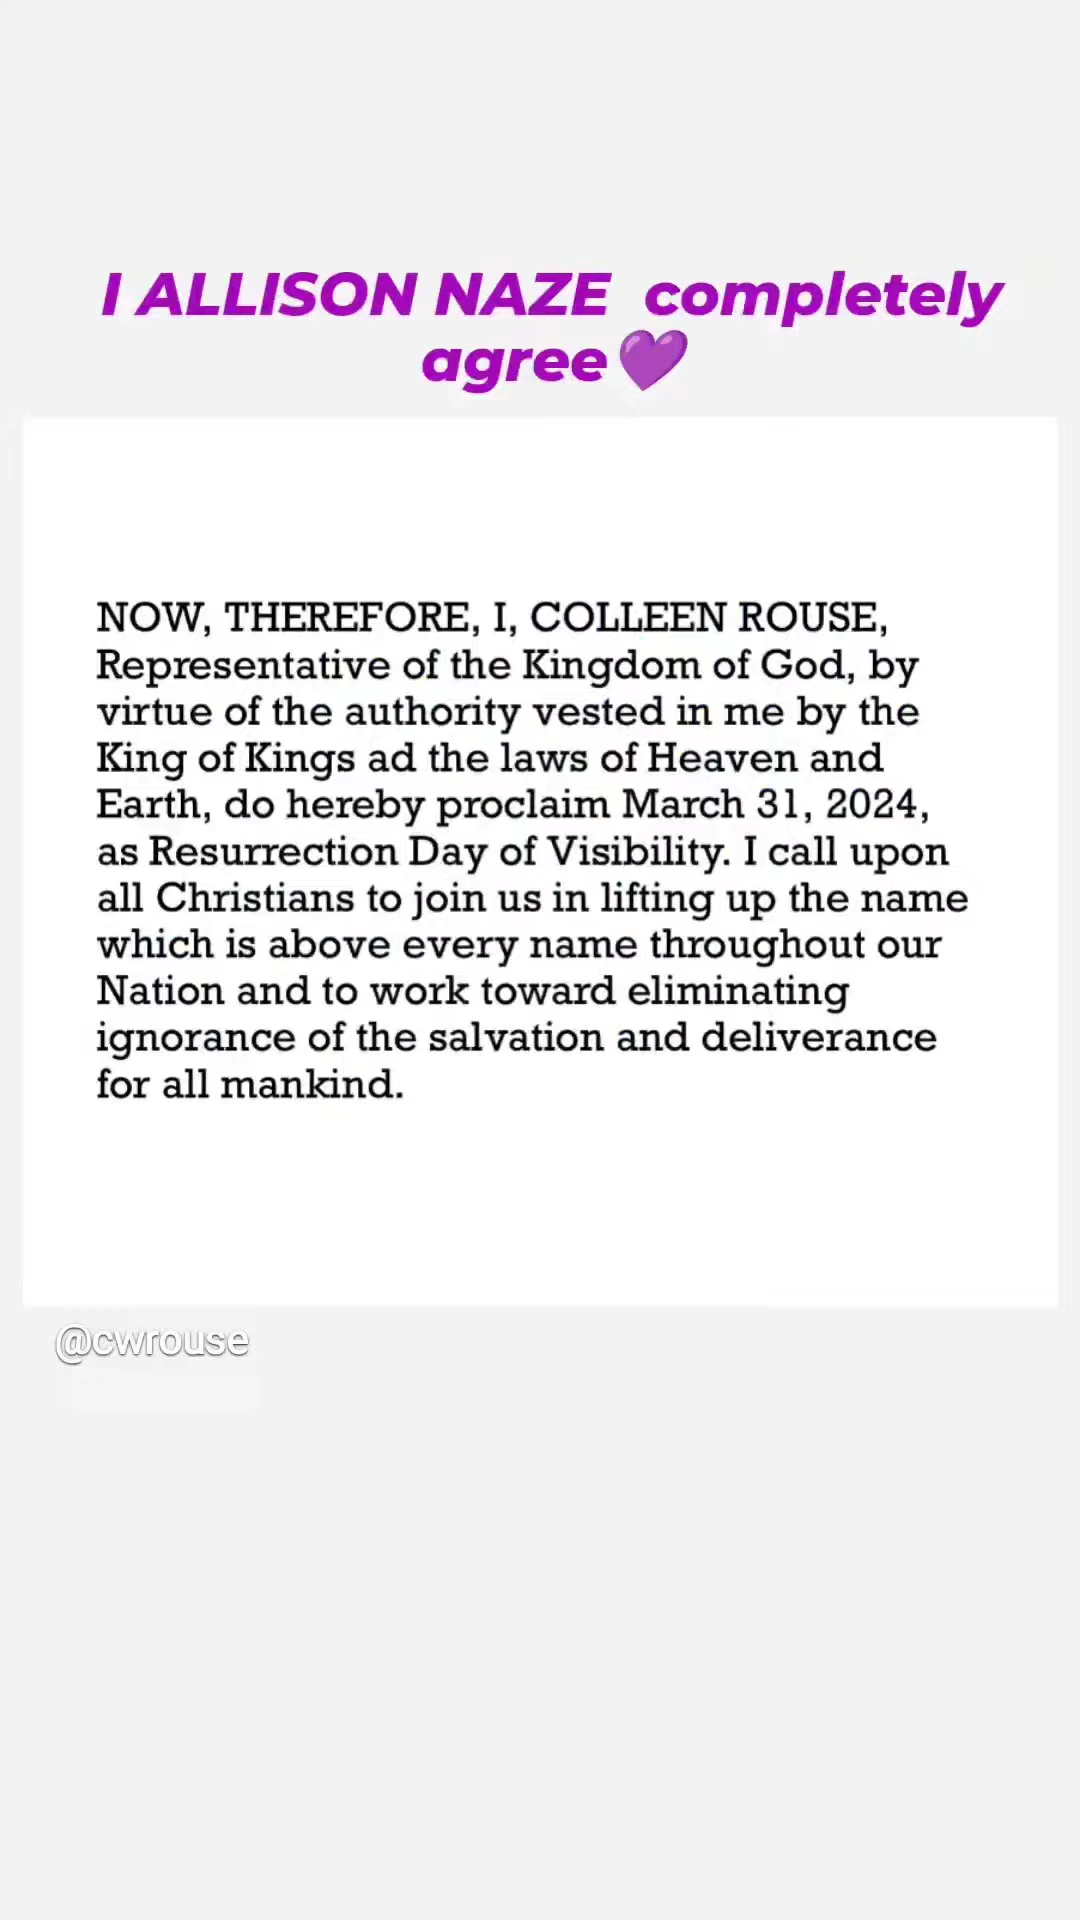 I ALLISON NAZE completely
agree💜
NOW, THEREFORE, I, COLLEEN ROUSE,
Representative of the Kingdom of God, by
virtue of the authority vested in me by the
King of Kings ad the laws of Heaven and
Earth, do hereby proclaim March 31, 2024,
as Resurrection Day of Visibility. I call upon
all Christians to join us in lifting up the name
which is above every name throughout our
Nation and to work toward eliminating
ignorance of the salvation and deliverance
for all mankind.
@cwrouse